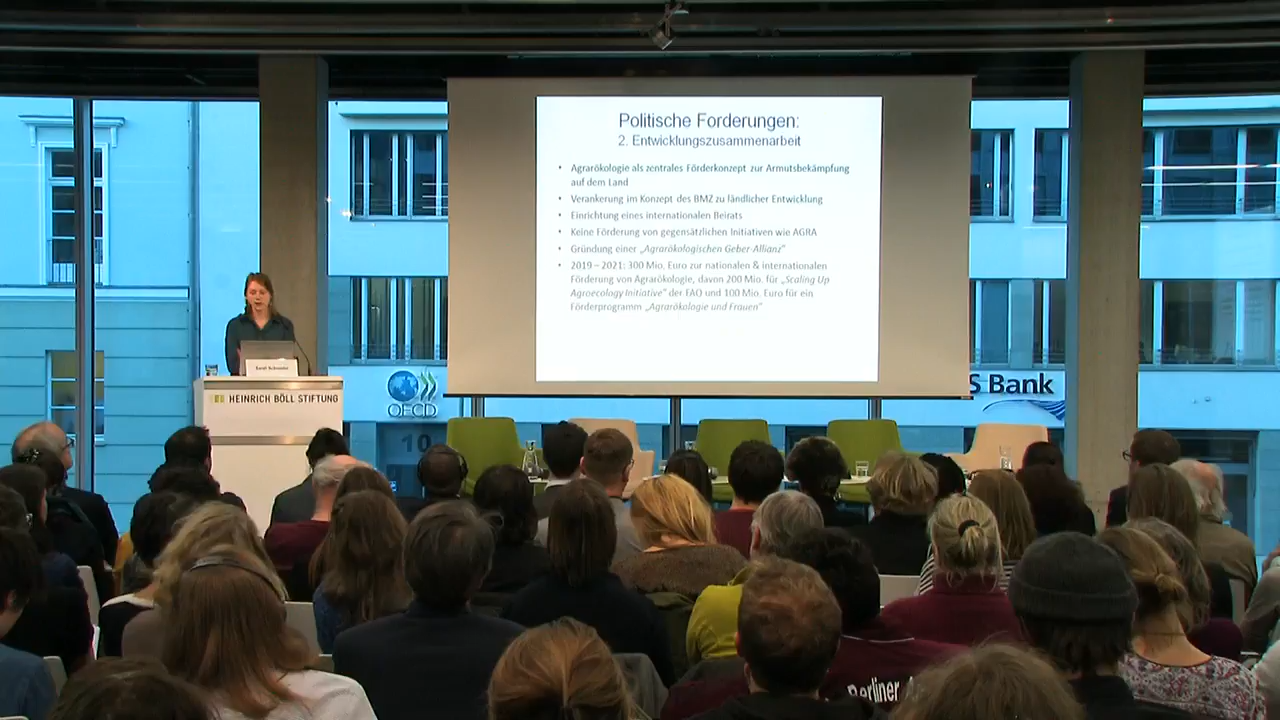 Politische Forderungen:
2. Entwicklungszusammenarbeit
• Agrarökologie als zentrales Förderkonzept zur Armutsbekämpfung
auf dem Land
• Verankerung im Konzept des BMZ zu ländlicher Entwicklung
• Einrichtung eines internationalen Beirats
• Keine Förderung von gegensätzlichen Initiativen wie AGRA
• Gründung einer „Agrarökologischen Geber-Allianz"
• 2019 – 2021: 300 Mio. Euro zur nationalen & internationalen
Förderung von Agrarökologie, davon 200 Mio. für „Scaling Up
Agroecology Initiative" der FAO und 100 Mio. Euro für ein
Förderprogramm „Agrarökologie und Frauen"
Sarah Schneider
HEINRICH BÖLL STIFTUNG
OECD
10
S Bank
Berliner